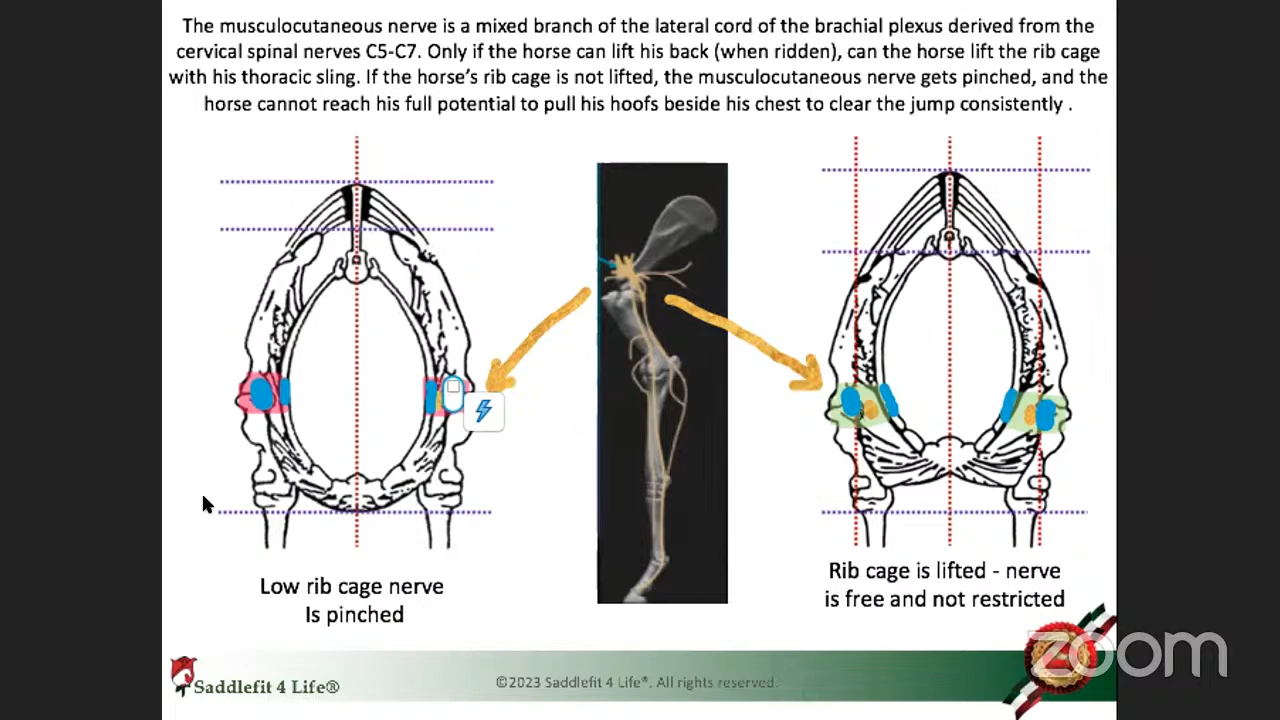 The musculocutaneous nerve is a mixed branch of the lateral cord of the brachial plexus derived from the
cervical spinal nerves C5-C7. Only if the horse can lift his back (when ridden), can the horse lift the rib cage
with his thoracic sling. If the horse’s rib cage is not lifted, the musculocutaneous nerve gets pinched, and the
horse cannot reach his full potential to pull his hoofs beside his chest to clear the jump consistently .
Low rib cage nerve
Is pinched
Rib cage is lifted - nerve
is free and not restricted
Saddlefit 4 Life®
©2023 Saddlefit 4 Life®. All rights reserved.
zoom